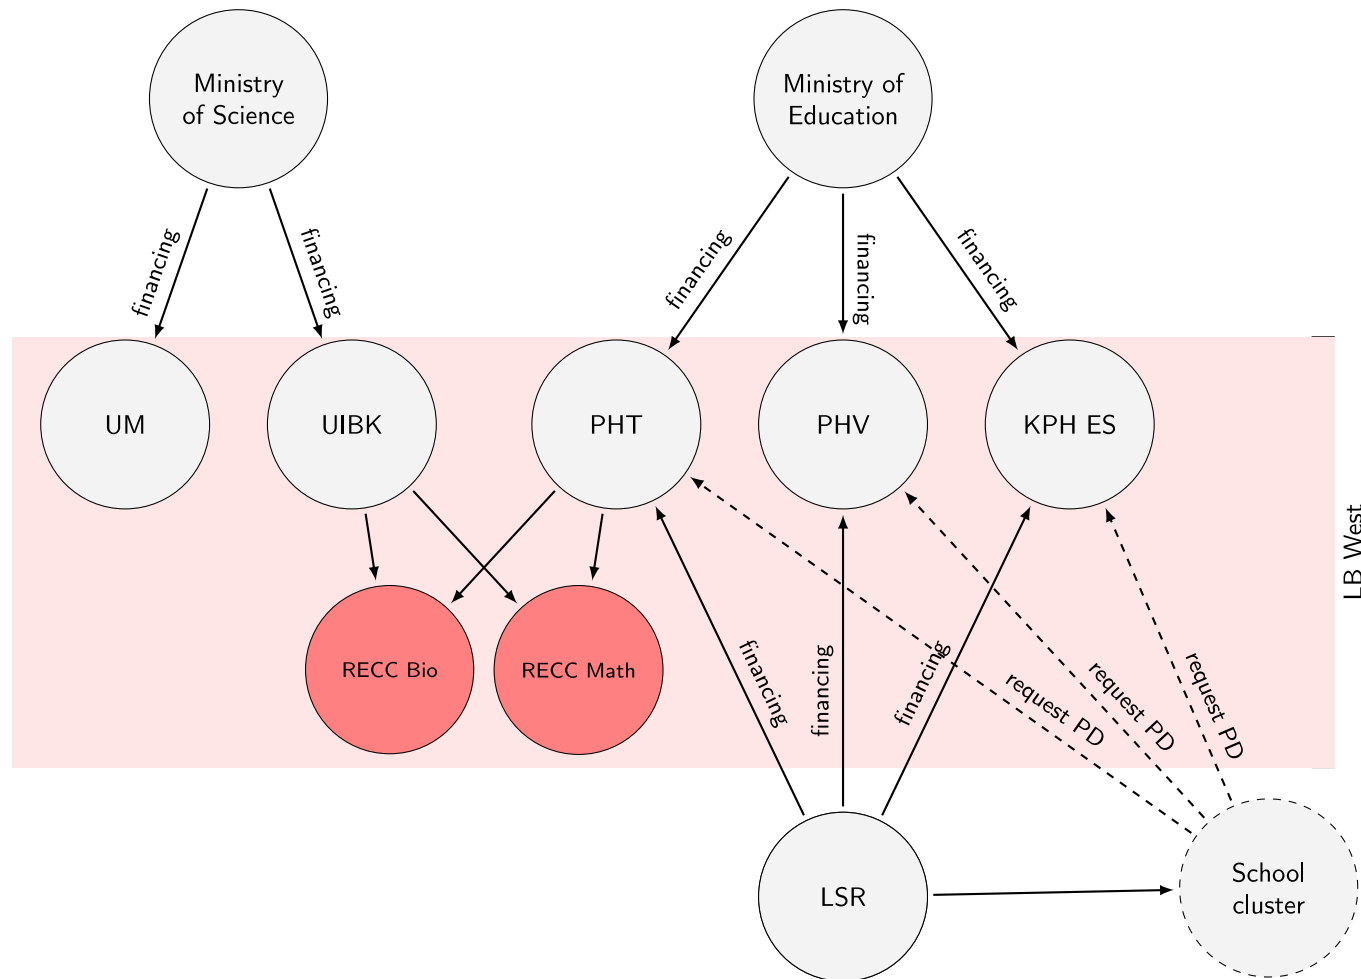 Ministry
of Science
Ministry of
Education
financing
financing
financing
financing
financing
UM
UIBK
PHT
PHV
KPH ES
LB West
RECC Bio
RECC Math
financing
financing
financing
request PD
request PD
request PD
LSR
School
cluster